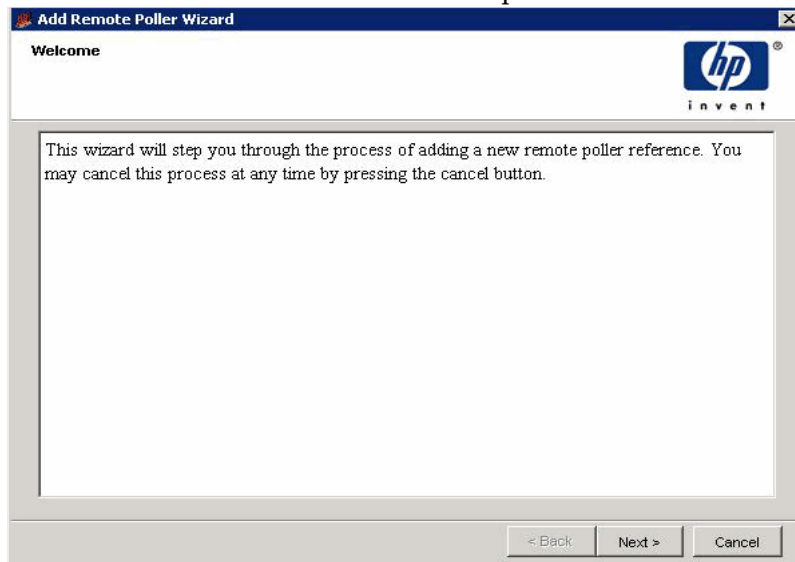 Add Remote Poller Wizard
Welcome
hp
®
invent
This wizard will step you through the process of adding a new remote poller reference. You
may cancel this process at any time by pressing the cancel button.
< Back
Next >
Cancel